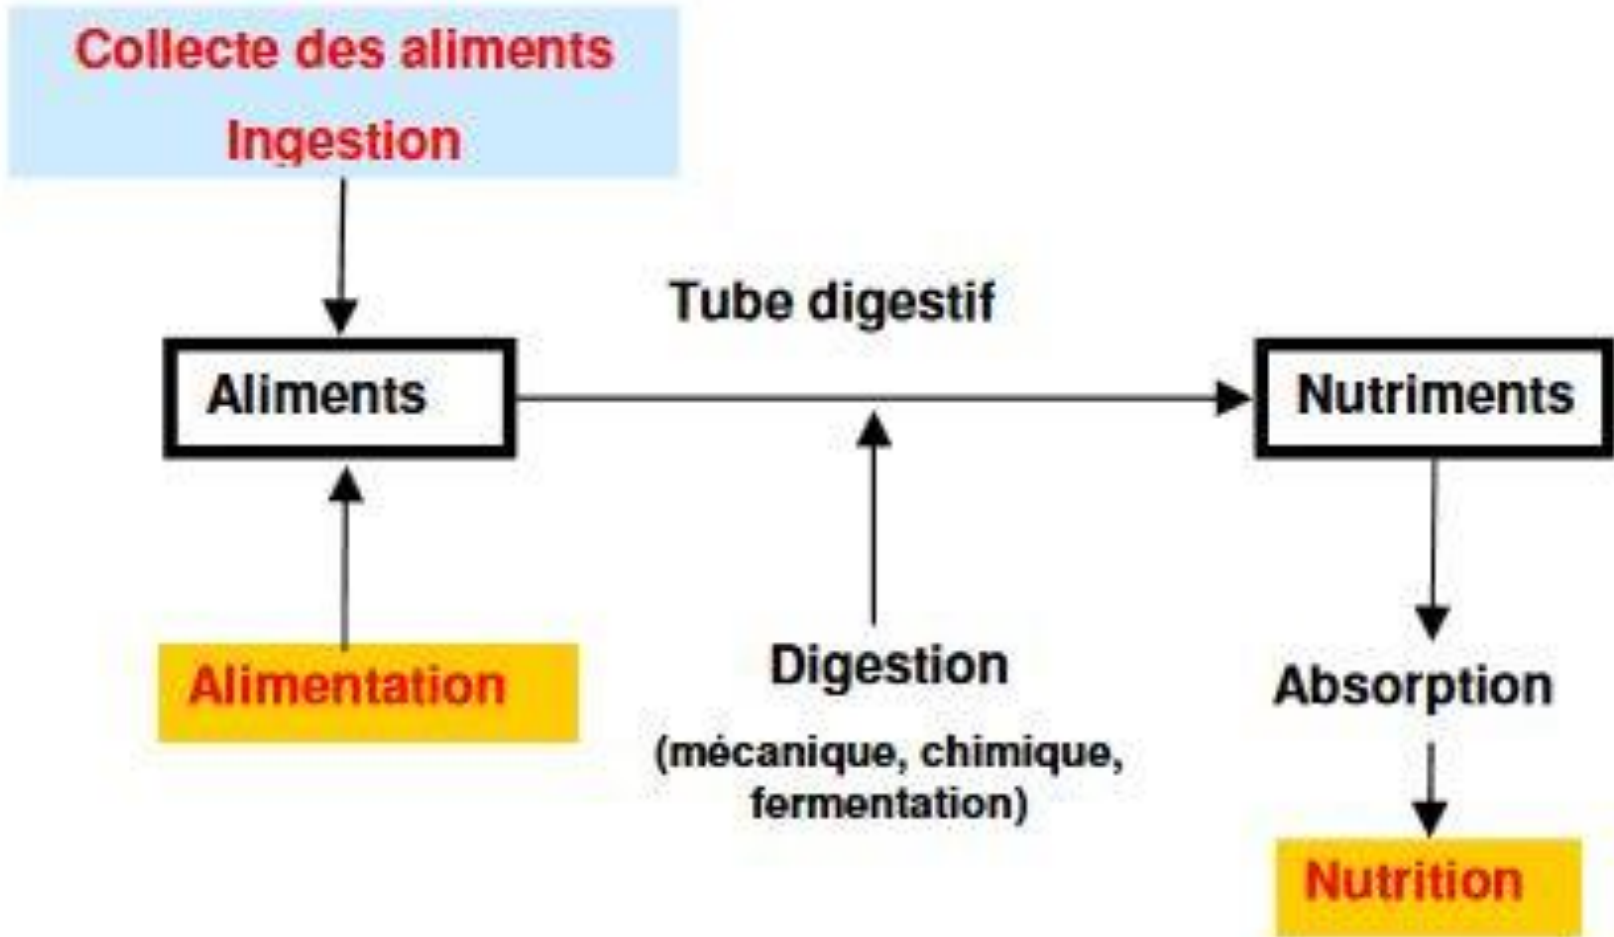 Collecte des aliments
Ingestion
Tube digestif
Aliments
Nutriments
Alimentation
Digestion
(mécanique, chimique,
fermentation)
Absorption
Nutrition